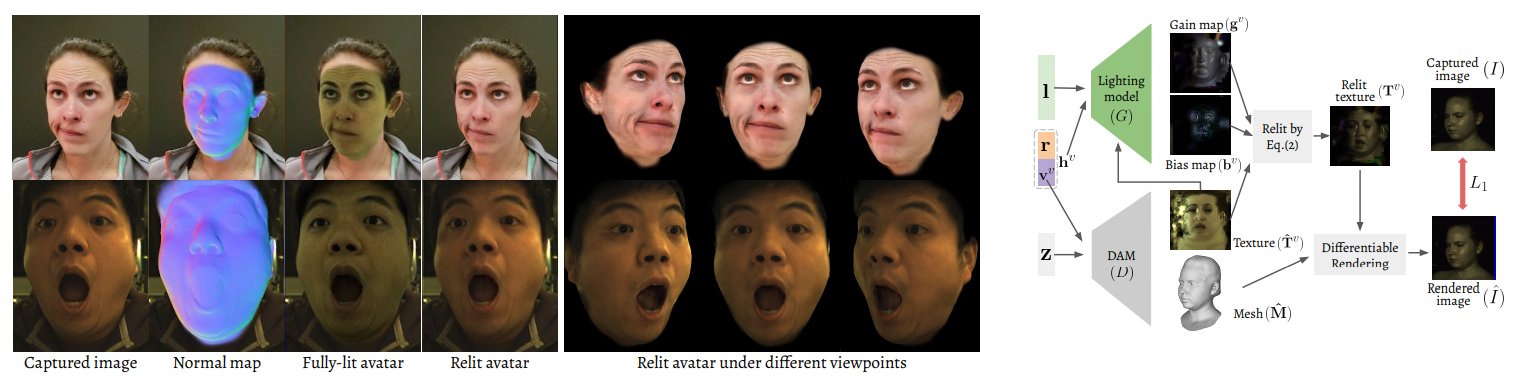 Captured image
Normal map
Fully-lit avatar
Relit avatar
Relit avatar under different viewpoints
l
r
v^v
h^v
z
Lighting
model
(G)
DAM
(D)
Gain map (g^v)
Bias map (b^v)
Texture (T̂^v)
Mesh (M̂)
Relit by
Eq.(2)
Relit
texture (T^v)
Differentiable
Rendering
Captured
image (I)
L₁
Rendered
image (Î)